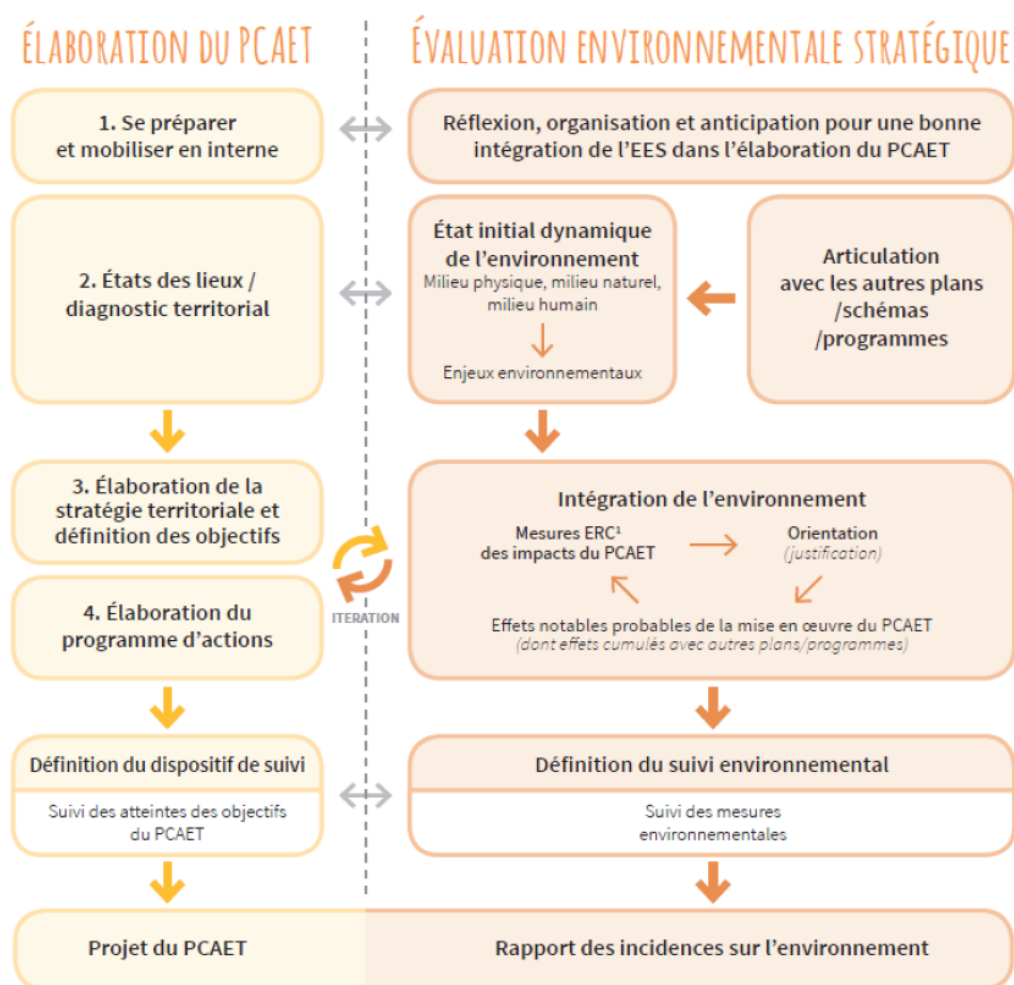 ÉLABORATION DU PCAET
ÉVALUATION ENVIRONNEMENTALE STRATÉGIQUE
1. Se préparer
et mobiliser en interne
Réflexion, organisation et anticipation pour une bonne
intégration de l'EES dans l'élaboration du PCAET
2. États des lieux /
diagnostic territorial
État initial dynamique
de l'environnement
Milieu physique, milieu naturel,
milieu humain
Enjeux environnementaux
Articulation
avec les autres plans
/schémas
/programmes
3. Élaboration de la
stratégie territoriale et
définition des objectifs
4. Élaboration du
programme d'actions
ITERATION
Intégration de l'environnement
Mesures ERC¹
des impacts du PCAET
Orientation
(justification)
Effets notables probables de la mise en œuvre du PCAET
(dont effets cumulés avec autres plans/programmes)
Définition du dispositif de suivi
Suivi des atteintes des objectifs
du PCAET
Définition du suivi environnemental
Suivi des mesures
environnementales
Projet du PCAET
Rapport des incidences sur l'environnement